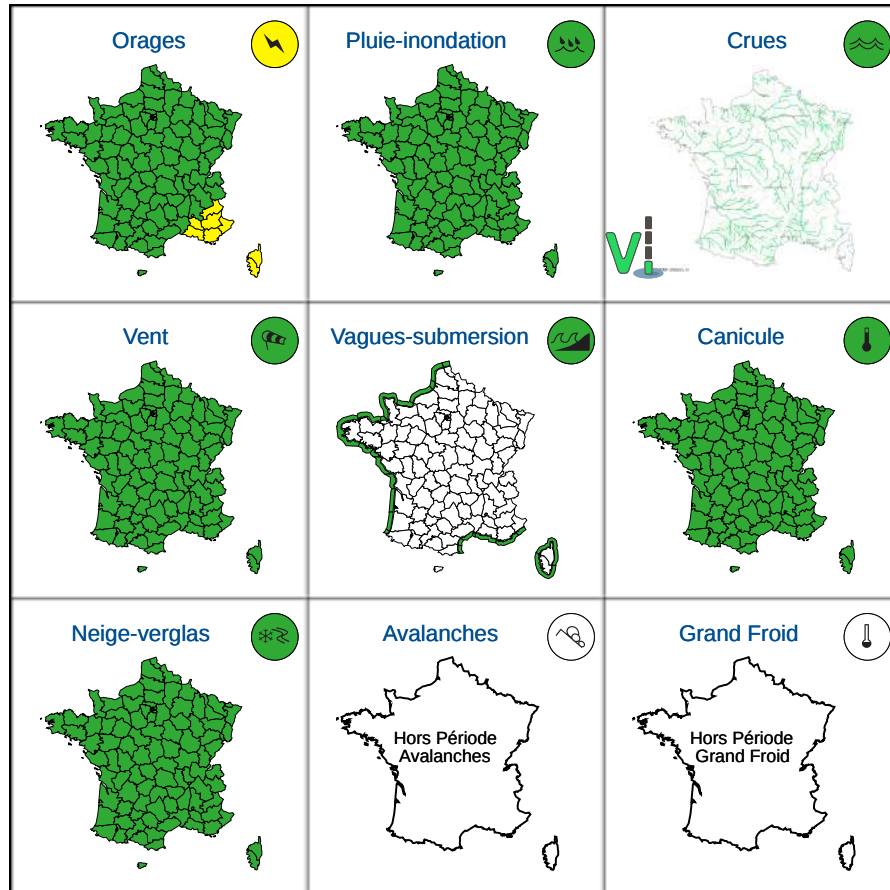 Orages
Pluie-inondation
Crues
Vent
Vagues-submersion
Canicule
Neige-verglas
Avalanches
Grand Froid
Hors Période
Avalanches
Hors Période
Grand Froid